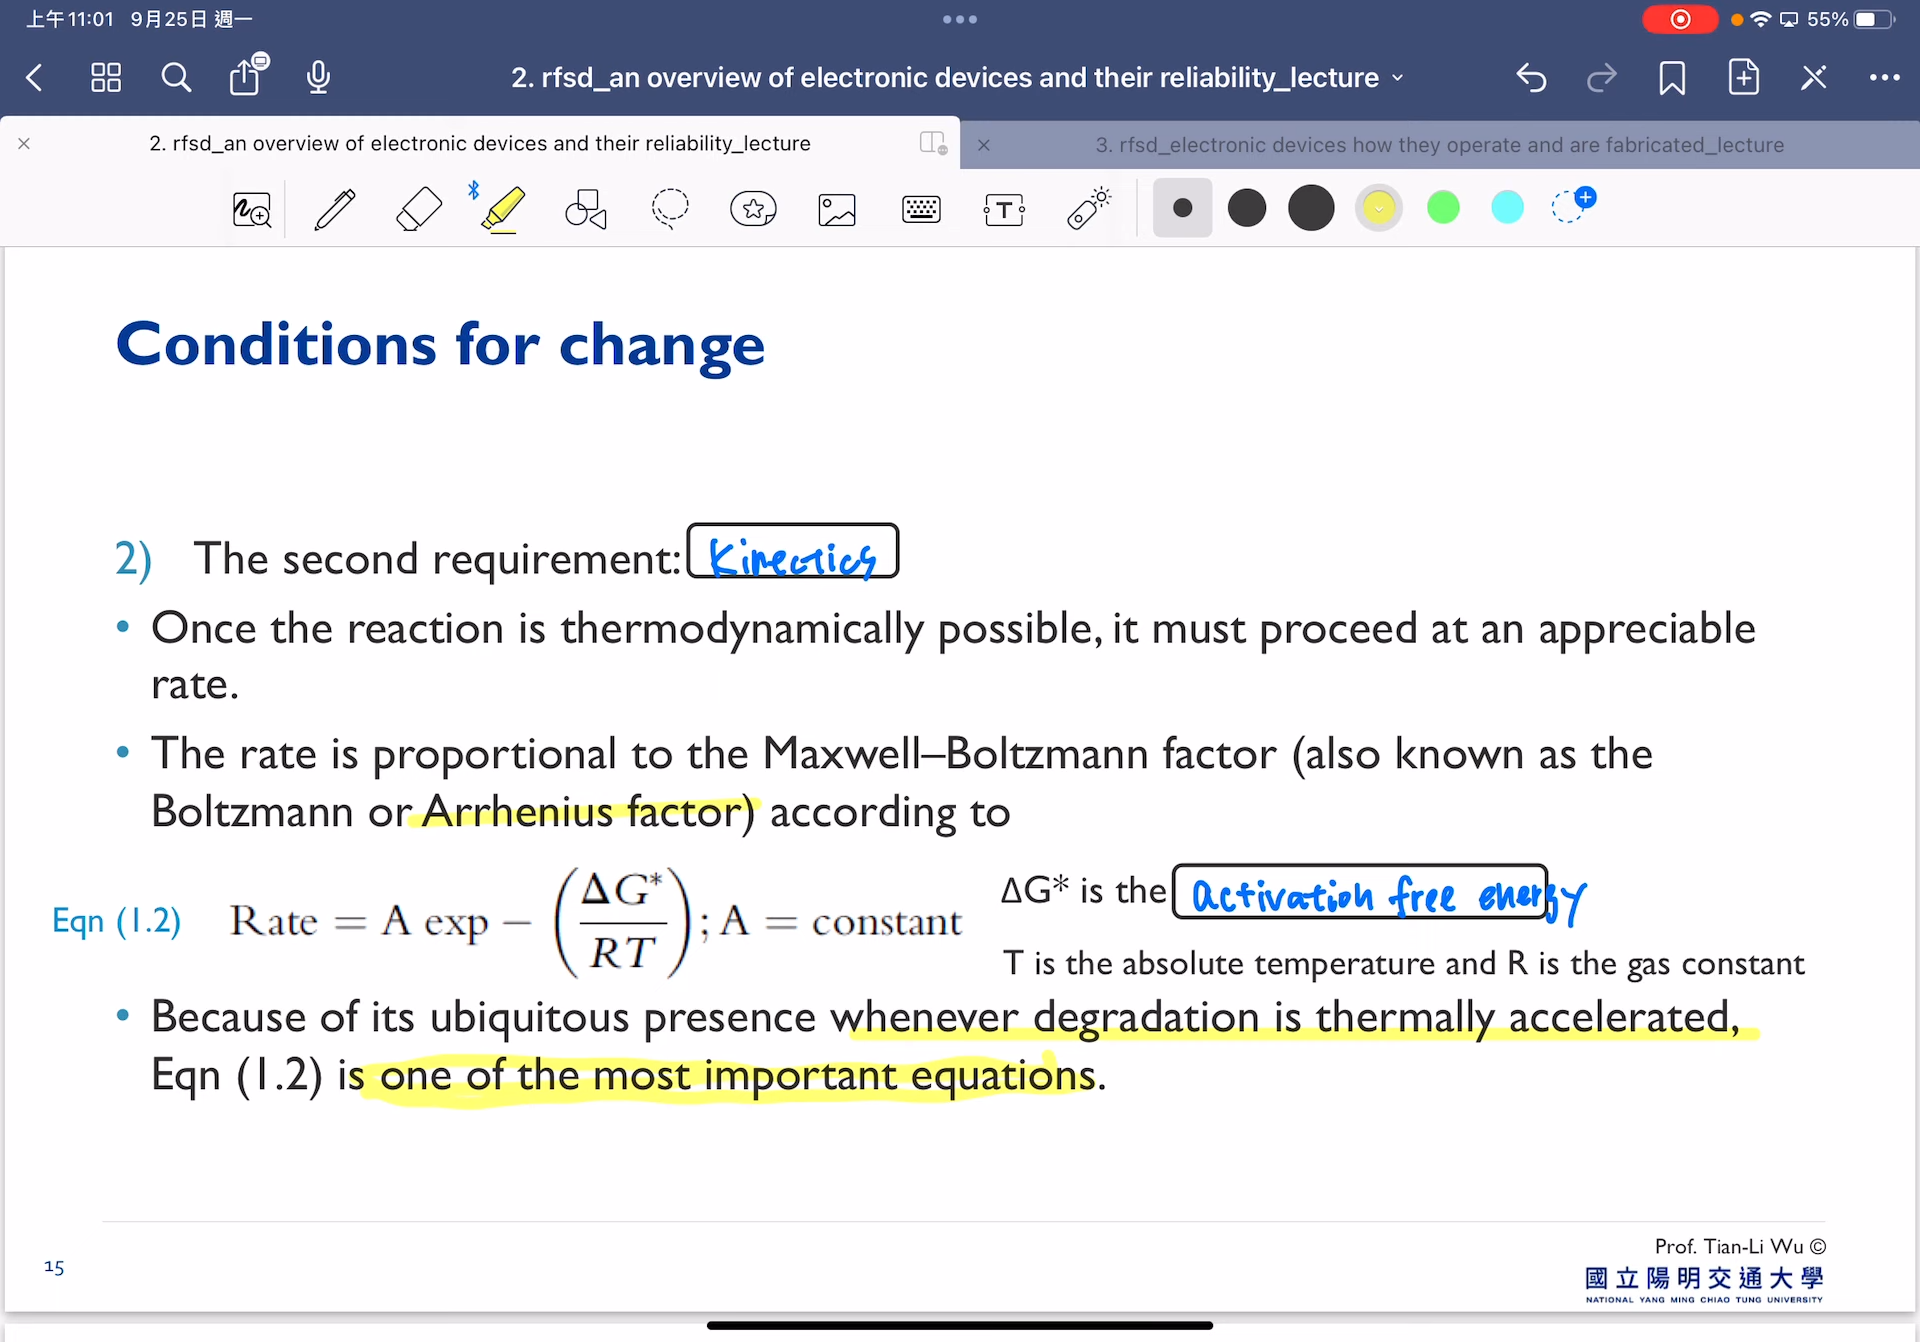 上午11:01 9月25日 週一
55%
2. rfsd_an overview of electronic devices and their reliability_lecture
2. rfsd_an overview of electronic devices and their reliability_lecture
3. rfsd_electronic devices how they operate and are fabricated_lecture
T
Conditions for change
2) The second requirement: Kinectics
• Once the reaction is thermodynamically possible, it must proceed at an appreciable
rate.
• The rate is proportional to the Maxwell–Boltzmann factor (also known as the
Boltzmann or Arrhenius factor) according to
Eqn (1.2) Rate = A exp − (ΔG*/RT); A = constant
ΔG* is the activation free energy
T is the absolute temperature and R is the gas constant
• Because of its ubiquitous presence whenever degradation is thermally accelerated,
Eqn (1.2) is one of the most important equations.
15
Prof. Tian-Li Wu ©
國立陽明交通大學
NATIONAL YANG MING CHIAO TUNG UNIVERSITY